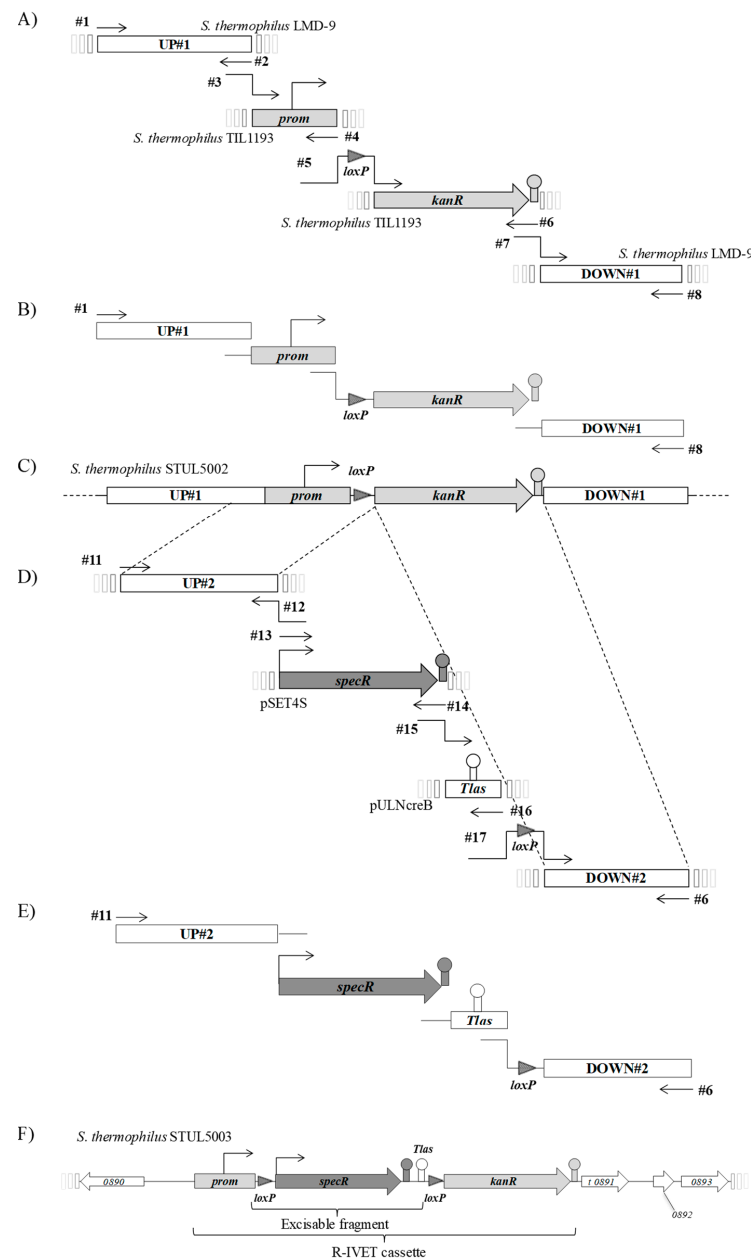 A)
#1
S. thermophilus LMD-9
UP#1
#2
#3
prom
S. thermophilus TIL1193
#4
#5
loxP
kanR
S. thermophilus TIL1193
#6
#7
S. thermophilus LMD-9
DOWN#1
#8
B)
#1
UP#1
prom
kanR
loxP
DOWN#1
#8
C)
S. thermophilus STUL5002
loxP
UP#1
prom
kanR
DOWN#1
#11
D)
UP#2
#12
#13
specR
pSET4S
#14
#15
Tlas
pULNcreB
#16
#17
loxP
DOWN#2
#6
E)
#11
UP#2
specR
Tlas
DOWN#2
loxP
#6
F)
S. thermophilus STUL5003
Tlas
0890
prom
specR
kanR
t 0891
0893
loxP
loxP
0892
Excisable fragment
R-IVET cassette